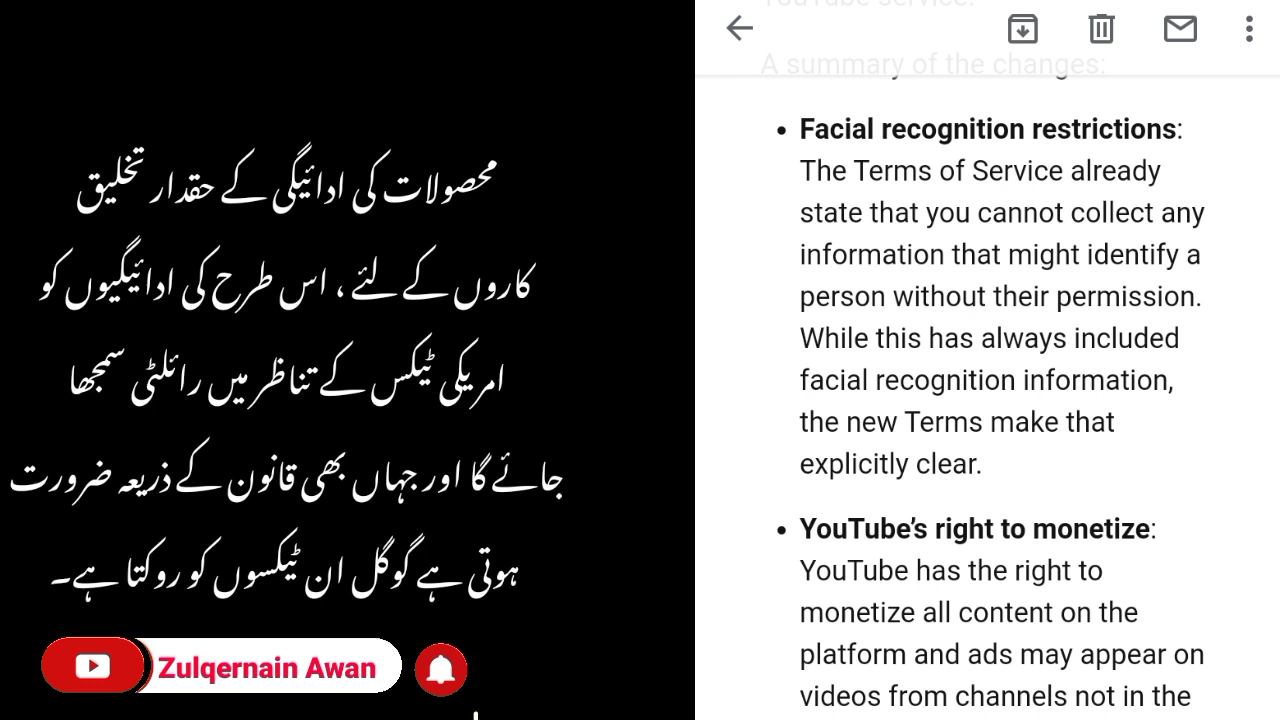 محصولات کی ادائیگی کے حقدار تخلیق
کاروں کے لئے ، اس طرح کی ادائیگیوں کو
امریکی ٹیکس کے تناظر میں رائلٹی سمجھا
جائے گا اور جہاں بھی قانون کے ذریعہ ضرورت
ہوتی ہے گوگل ان ٹیکسوں کو روکتا ہے۔
Zulqernain Awan
YouTube service.
A summary of the changes:
• Facial recognition restrictions:
The Terms of Service already
state that you cannot collect any
information that might identify a
person without their permission.
While this has always included
facial recognition information,
the new Terms make that
explicitly clear.
• YouTube’s right to monetize:
YouTube has the right to
monetize all content on the
platform and ads may appear on
videos from channels not in the